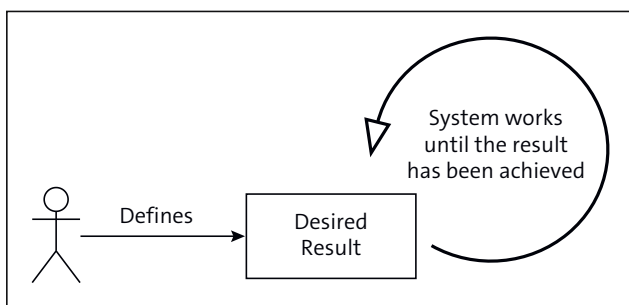 System works
until the result
has been achieved
Defines
Desired
Result